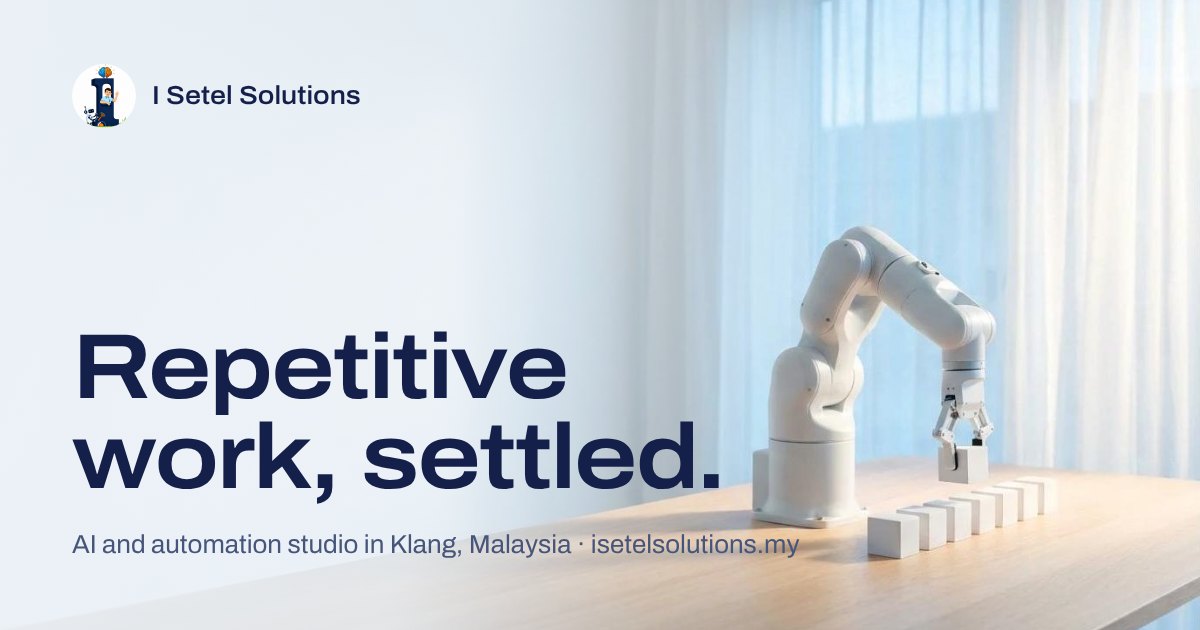 I Setel Solutions
Repetitive
work, settled.
AI and automation studio in Klang, Malaysia · isetelsolutions.my